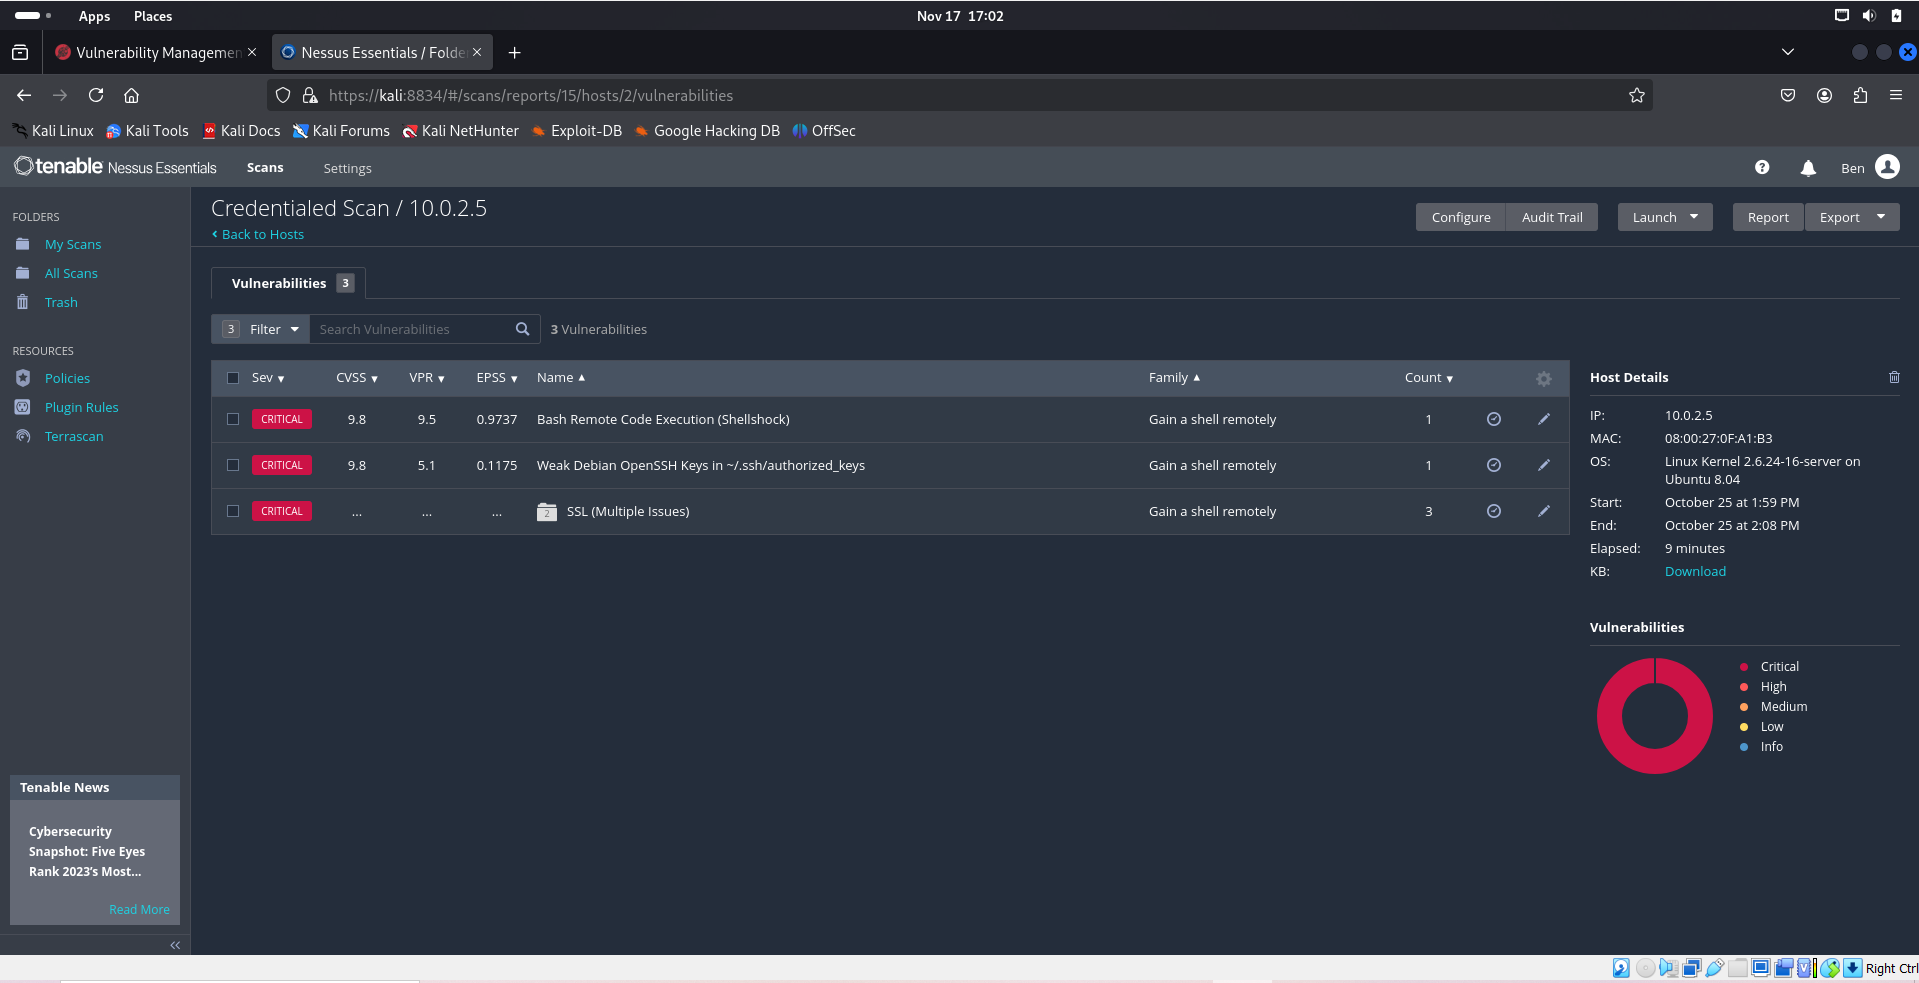 Apps Places Nov 17 17:02
Vulnerability Managemen Nessus Essentials / Folde
https://kali:8834/#/scans/reports/15/hosts/2/vulnerabilities
Kali Linux Kali Tools Kali Docs Kali Forums Kali NetHunter Exploit-DB Google Hacking DB OffSec
tenable Nessus Essentials Scans Settings Ben
FOLDERS
My Scans
All Scans
Trash
RESOURCES
Policies
Plugin Rules
Terrascan
Tenable News
Cybersecurity
Snapshot: Five Eyes
Rank 2023's Most...
Read More
Credentialed Scan / 10.0.2.5
Back to Hosts
Configure Audit Trail Launch Report Export
Vulnerabilities 3
3 Filter Search Vulnerabilities 3 Vulnerabilities
Sev CVSS VPR EPSS Name Family Count
CRITICAL 9.8 9.5 0.9737 Bash Remote Code Execution (Shellshock) Gain a shell remotely 1
CRITICAL 9.8 5.1 0.1175 Weak Debian OpenSSH Keys in ~/.ssh/authorized_keys Gain a shell remotely 1
CRITICAL ... ... ... 2 SSL (Multiple Issues) Gain a shell remotely 3
Host Details
IP: 10.0.2.5
MAC: 08:00:27:0F:A1:B3
OS: Linux Kernel 2.6.24-16-server on
Ubuntu 8.04
Start: October 25 at 1:59 PM
End: October 25 at 2:08 PM
Elapsed: 9 minutes
KB: Download
Vulnerabilities
Critical
High
Medium
Low
Info
Right Ctrl